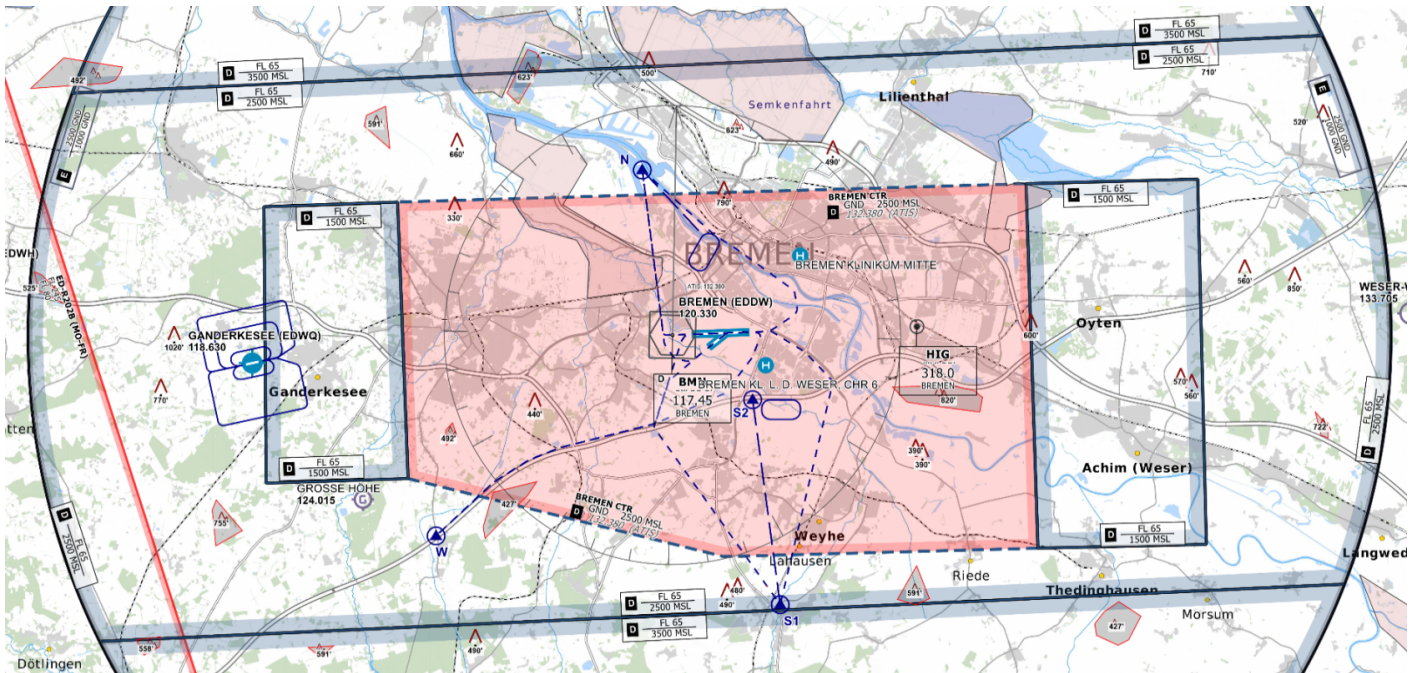 FL 65
3500 MSL
D
FL 65
2500 MSL
D
FL 65
3500 MSL
D
FL 65
2500 MSL
D
492'
623'
500'
710'
Semkenfahrt
Lilienthal
2500 GND
1000 GND
E
E
2500 GND
1000 GND
520'
591'
660'
623'
490'
N
790'
BREMEN CTR
D GND 2500 MSL
132.380 (ATIS)
330'
D
FL 65
1500 MSL
D
FL 65
1500 MSL
BREMEN
H
BREMEN KLINIKUM MITTE
(EDWH)
525'
ED-R202B (MO-FR)
ATIS: 132.380
BREMEN (EDDW)
120.330
560'
850'
WESER-W
133.705
1020'
GANDERKESEE (EDWQ)
118.630
600'
Oyten
HIG
318.0
BREMEN
H
D
117.45
BREMEN
BREMEN KL. L. D. WESER, CHR 6
S2
Ganderkesee
770'
440'
820'
570'
560'
FL 65
2500 MSL
D
tten
492'
390'
390'
722'
Achim (Weser)
D
FL 65
1500 MSL
GROSSE HÖHE
124.015
G
427'
BREMEN CTR
D GND 2500 MSL
132.380 (ATIS)
755'
D
FL 65
2500 MSL
W
Weyhe
Lahausen
D
FL 65
1500 MSL
Langwed
Riede
Thedinghausen
Morsum
480'
490'
591'
S1
D
FL 65
2500 MSL
D
FL 65
3500 MSL
427'
558'
591'
490'
Dötlingen